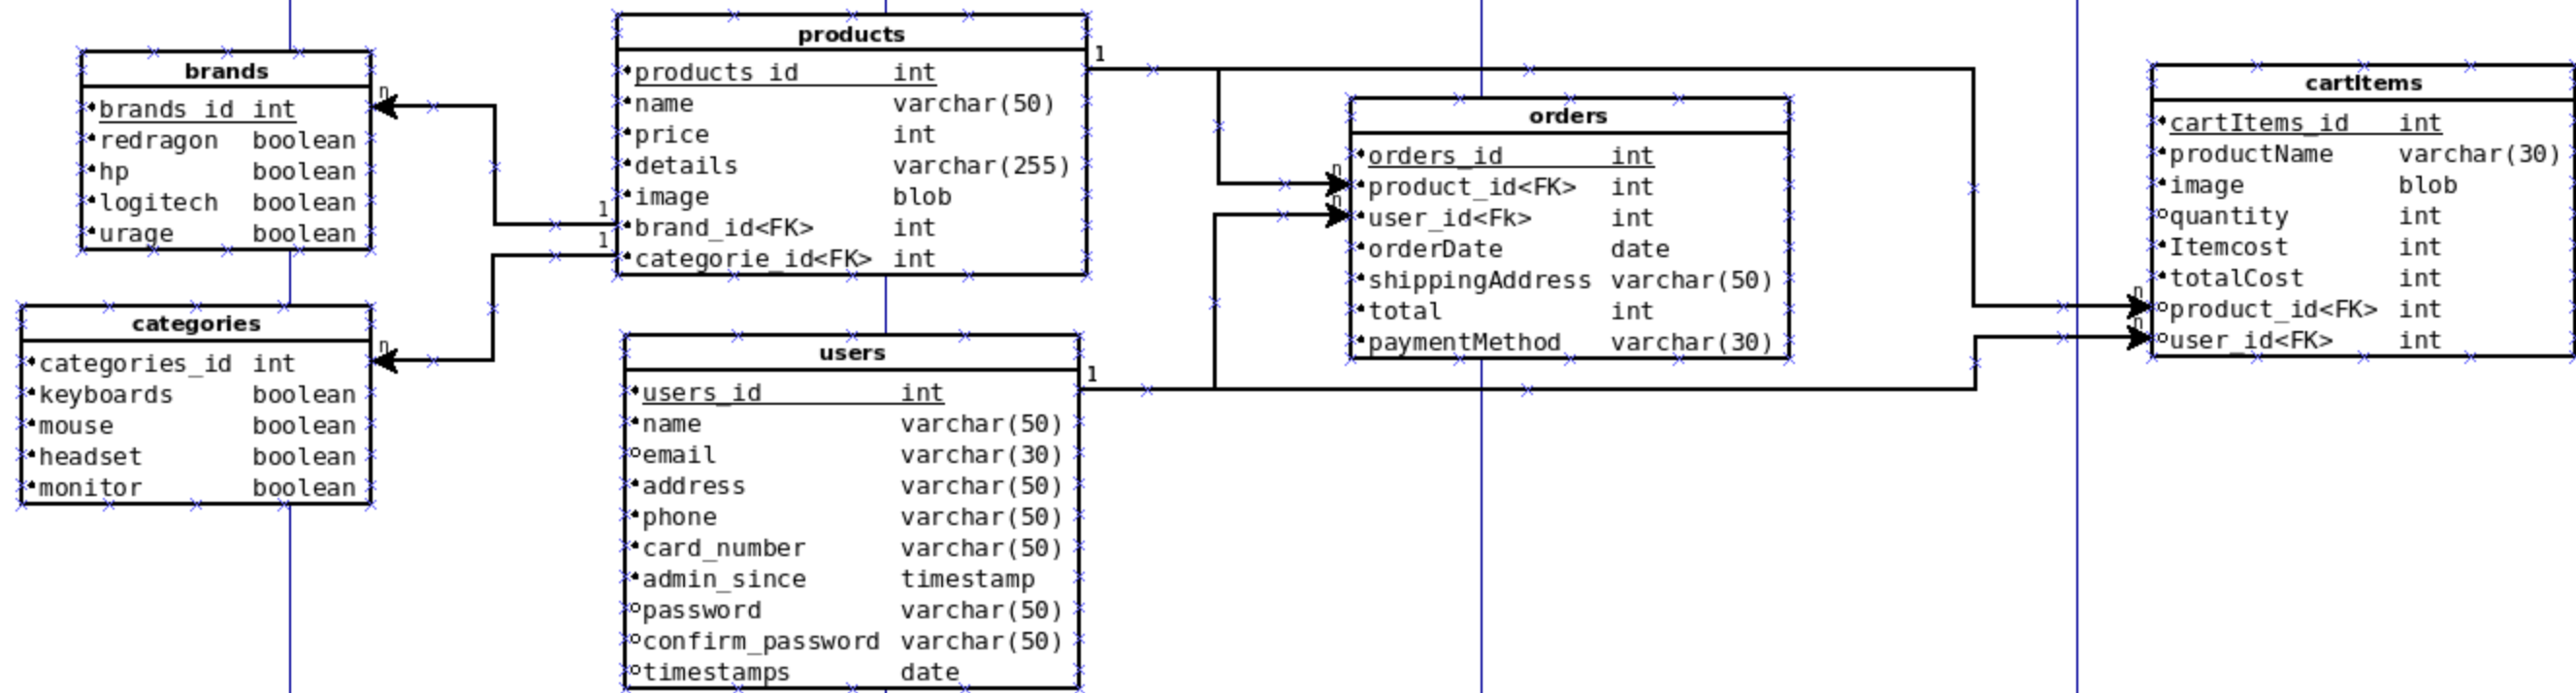 brands
brands_id int
redragon boolean
hp boolean
logitech boolean
urage boolean
categories
categories_id int
keyboards boolean
mouse boolean
headset boolean
monitor boolean
n
n
1
1
products
products_id int
name varchar(50)
price int
details varchar(255)
image blob
brand_id<FK> int
categorie_id<FK> int
1
users
users_id int
name varchar(50)
email varchar(30)
address varchar(50)
phone varchar(50)
card_number varchar(50)
admin_since timestamp
password varchar(50)
confirm_password varchar(50)
timestamps date
1
n
n
orders
orders_id int
product_id<FK> int
user_id<Fk> int
orderDate date
shippingAddress varchar(50)
total int
paymentMethod varchar(30)
n
n
cartItems
cartItems_id int
productName varchar(30)
image blob
quantity int
Itemcost int
totalCost int
product_id<FK> int
user_id<FK> int